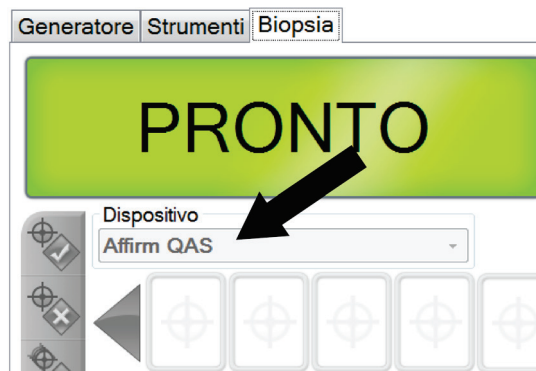 Generatore Strumenti Biopsia
PRONTO
Dispositivo
Affirm QAS